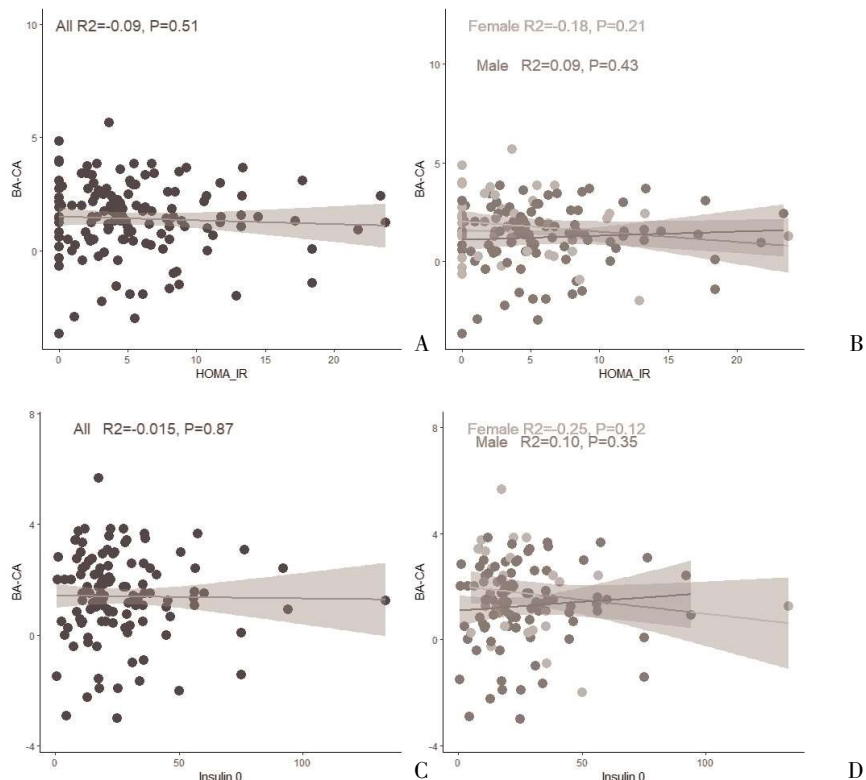 10
All R2=-0.09, P=0.51
5
BA-CA
0
0 5 10 15 20
HOMA_IR
A
Female R2=-0.18, P=0.21
Male R2=0.09, P=0.43
10
5
BA-CA
0
0 5 10 15 20
HOMA_IR
B
8
All R2=-0.015, P=0.87
4
BA-CA
0
-4
0 50 100
Insulin 0
C
8
Female R2=-0.25, P=0.12
Male R2=0.10, P=0.35
4
BA-CA
0
-4
0 50 100
Insulin 0
D